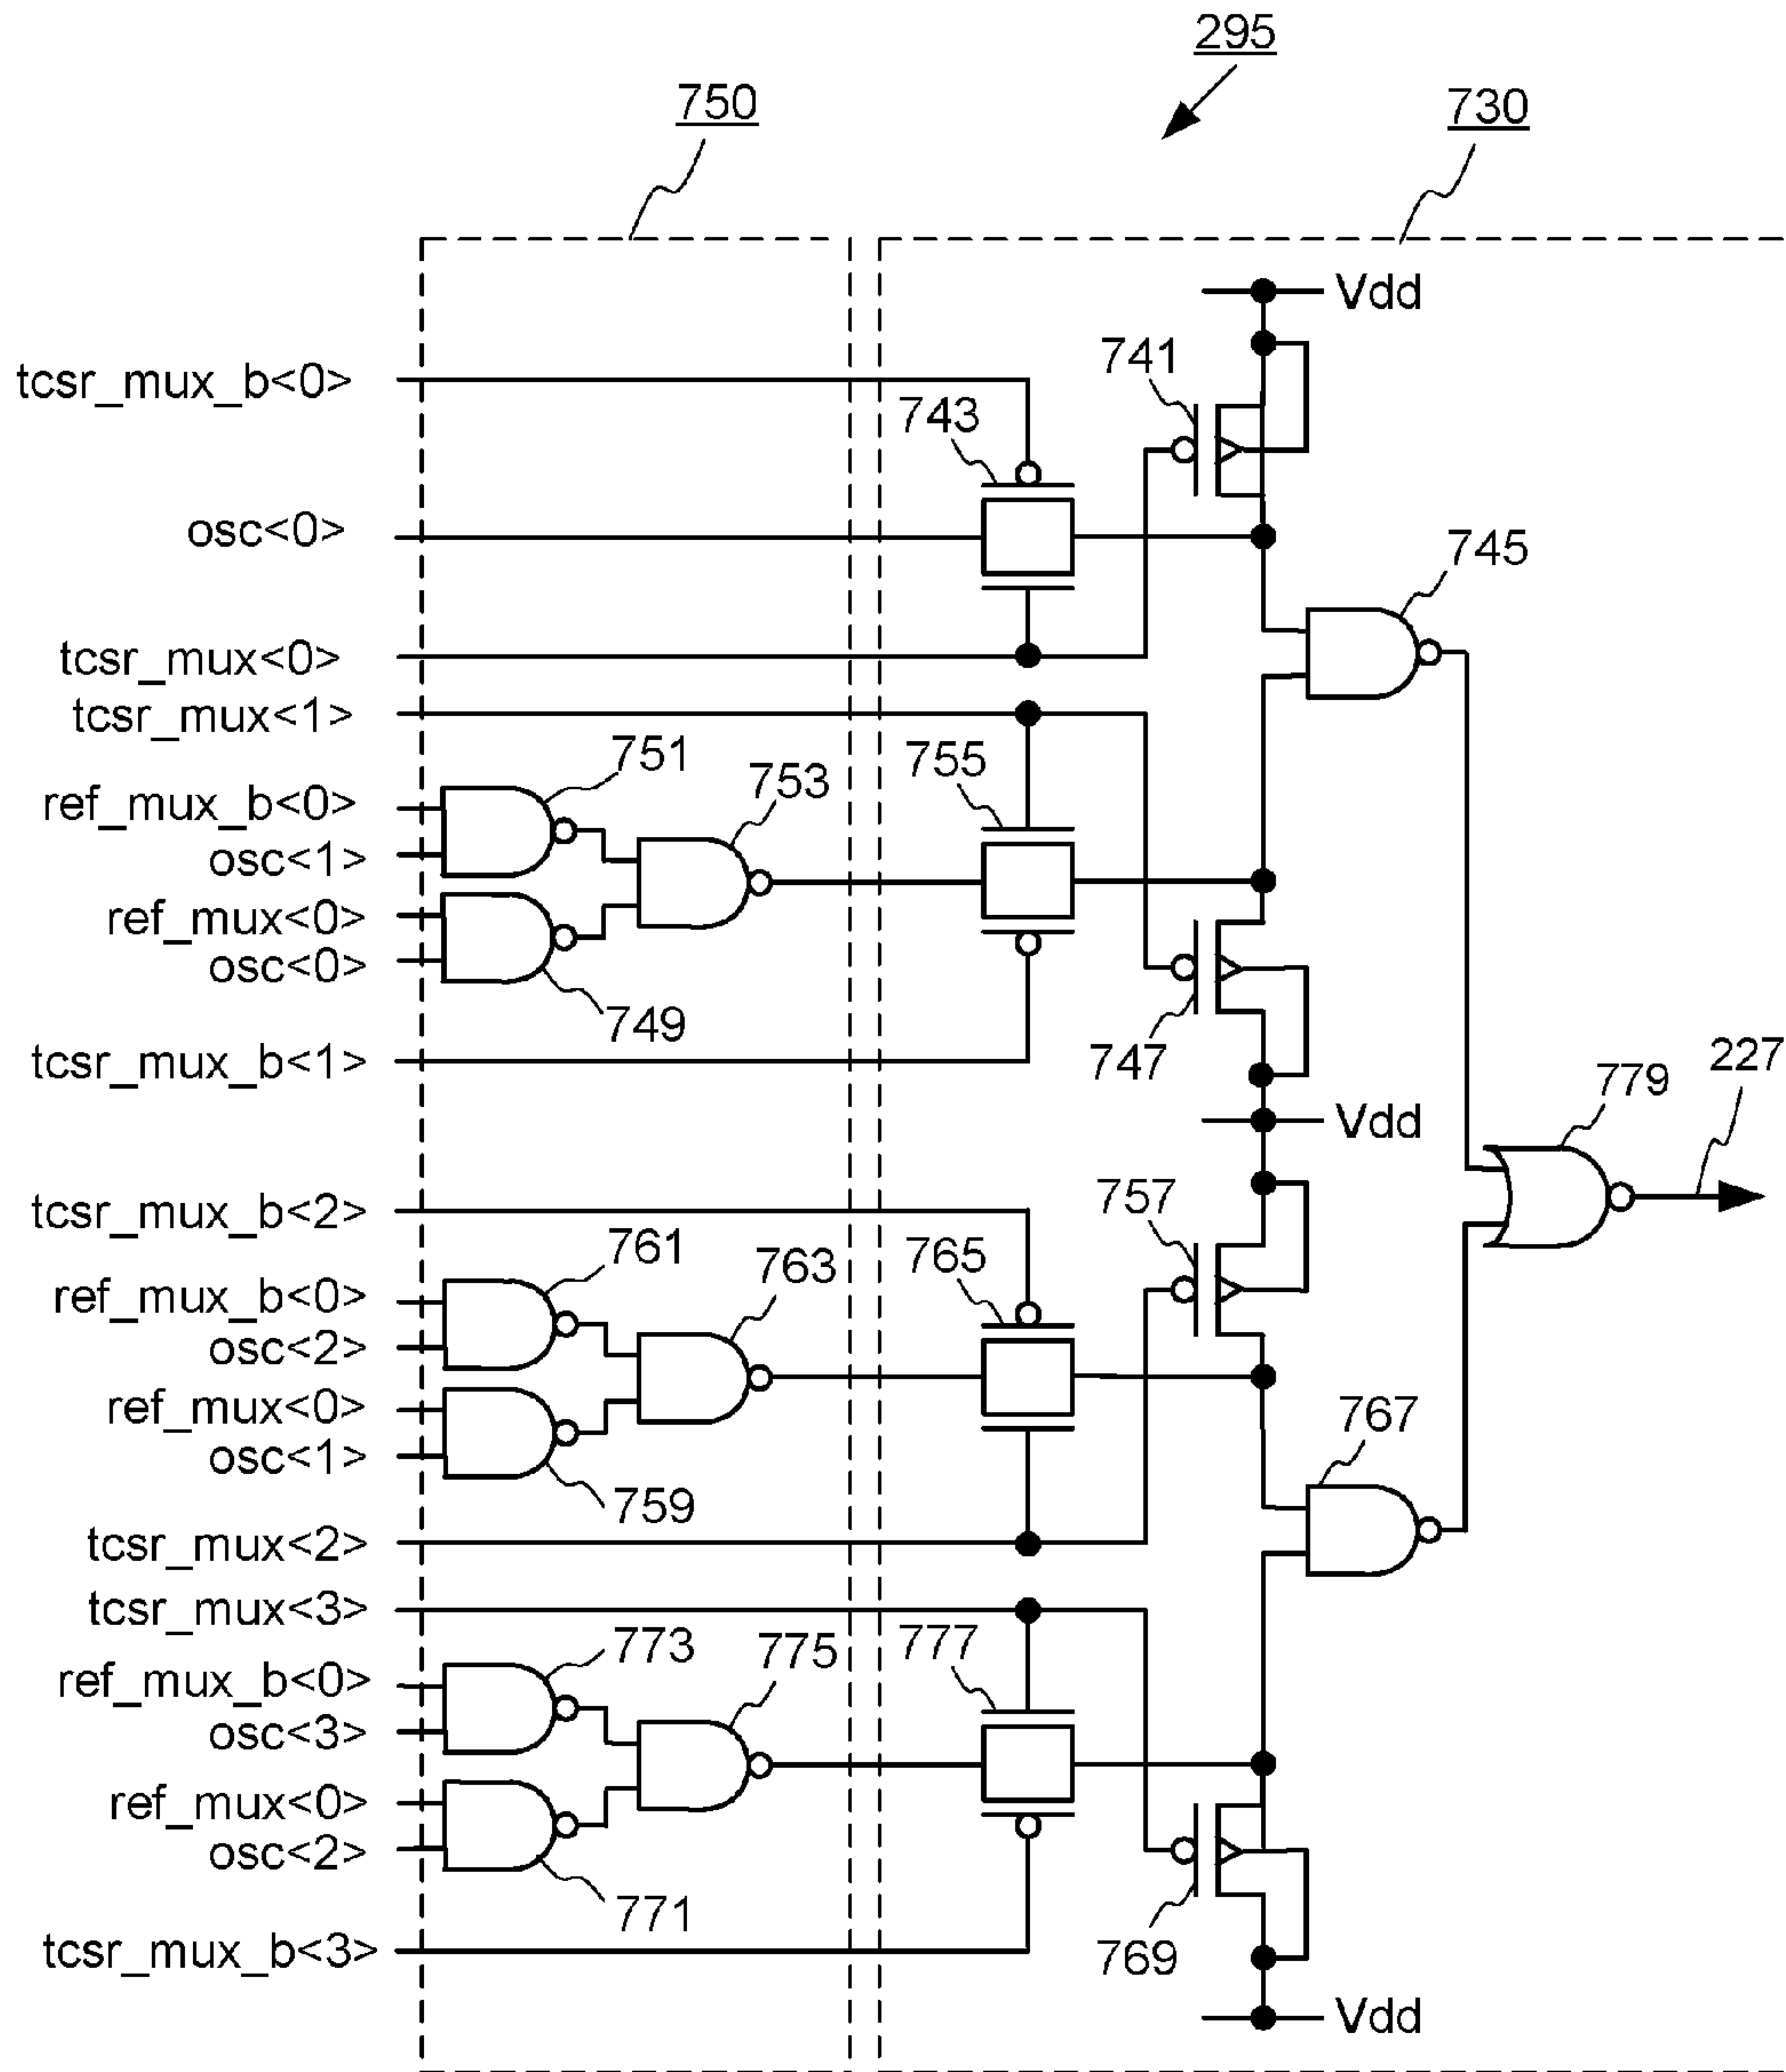 295
750
730
Vdd
741
tcsr_mux_b<0>
743
osc<0>
745
tcsr_mux<0>
tcsr_mux<1>
751
755
753
ref_mux_b<0>
osc<1>
ref_mux<0>
osc<0>
749
747
227
tcsr_mux_b<1>
779
Vdd
757
tcsr_mux_b<2>
761
763
765
ref_mux_b<0>
osc<2>
ref_mux<0>
767
osc<1>
759
tcsr_mux<2>
tcsr_mux<3>
773
775
777
ref_mux_b<0>
osc<3>
ref_mux<0>
osc<2>
771
tcsr_mux_b<3>
769
Vdd